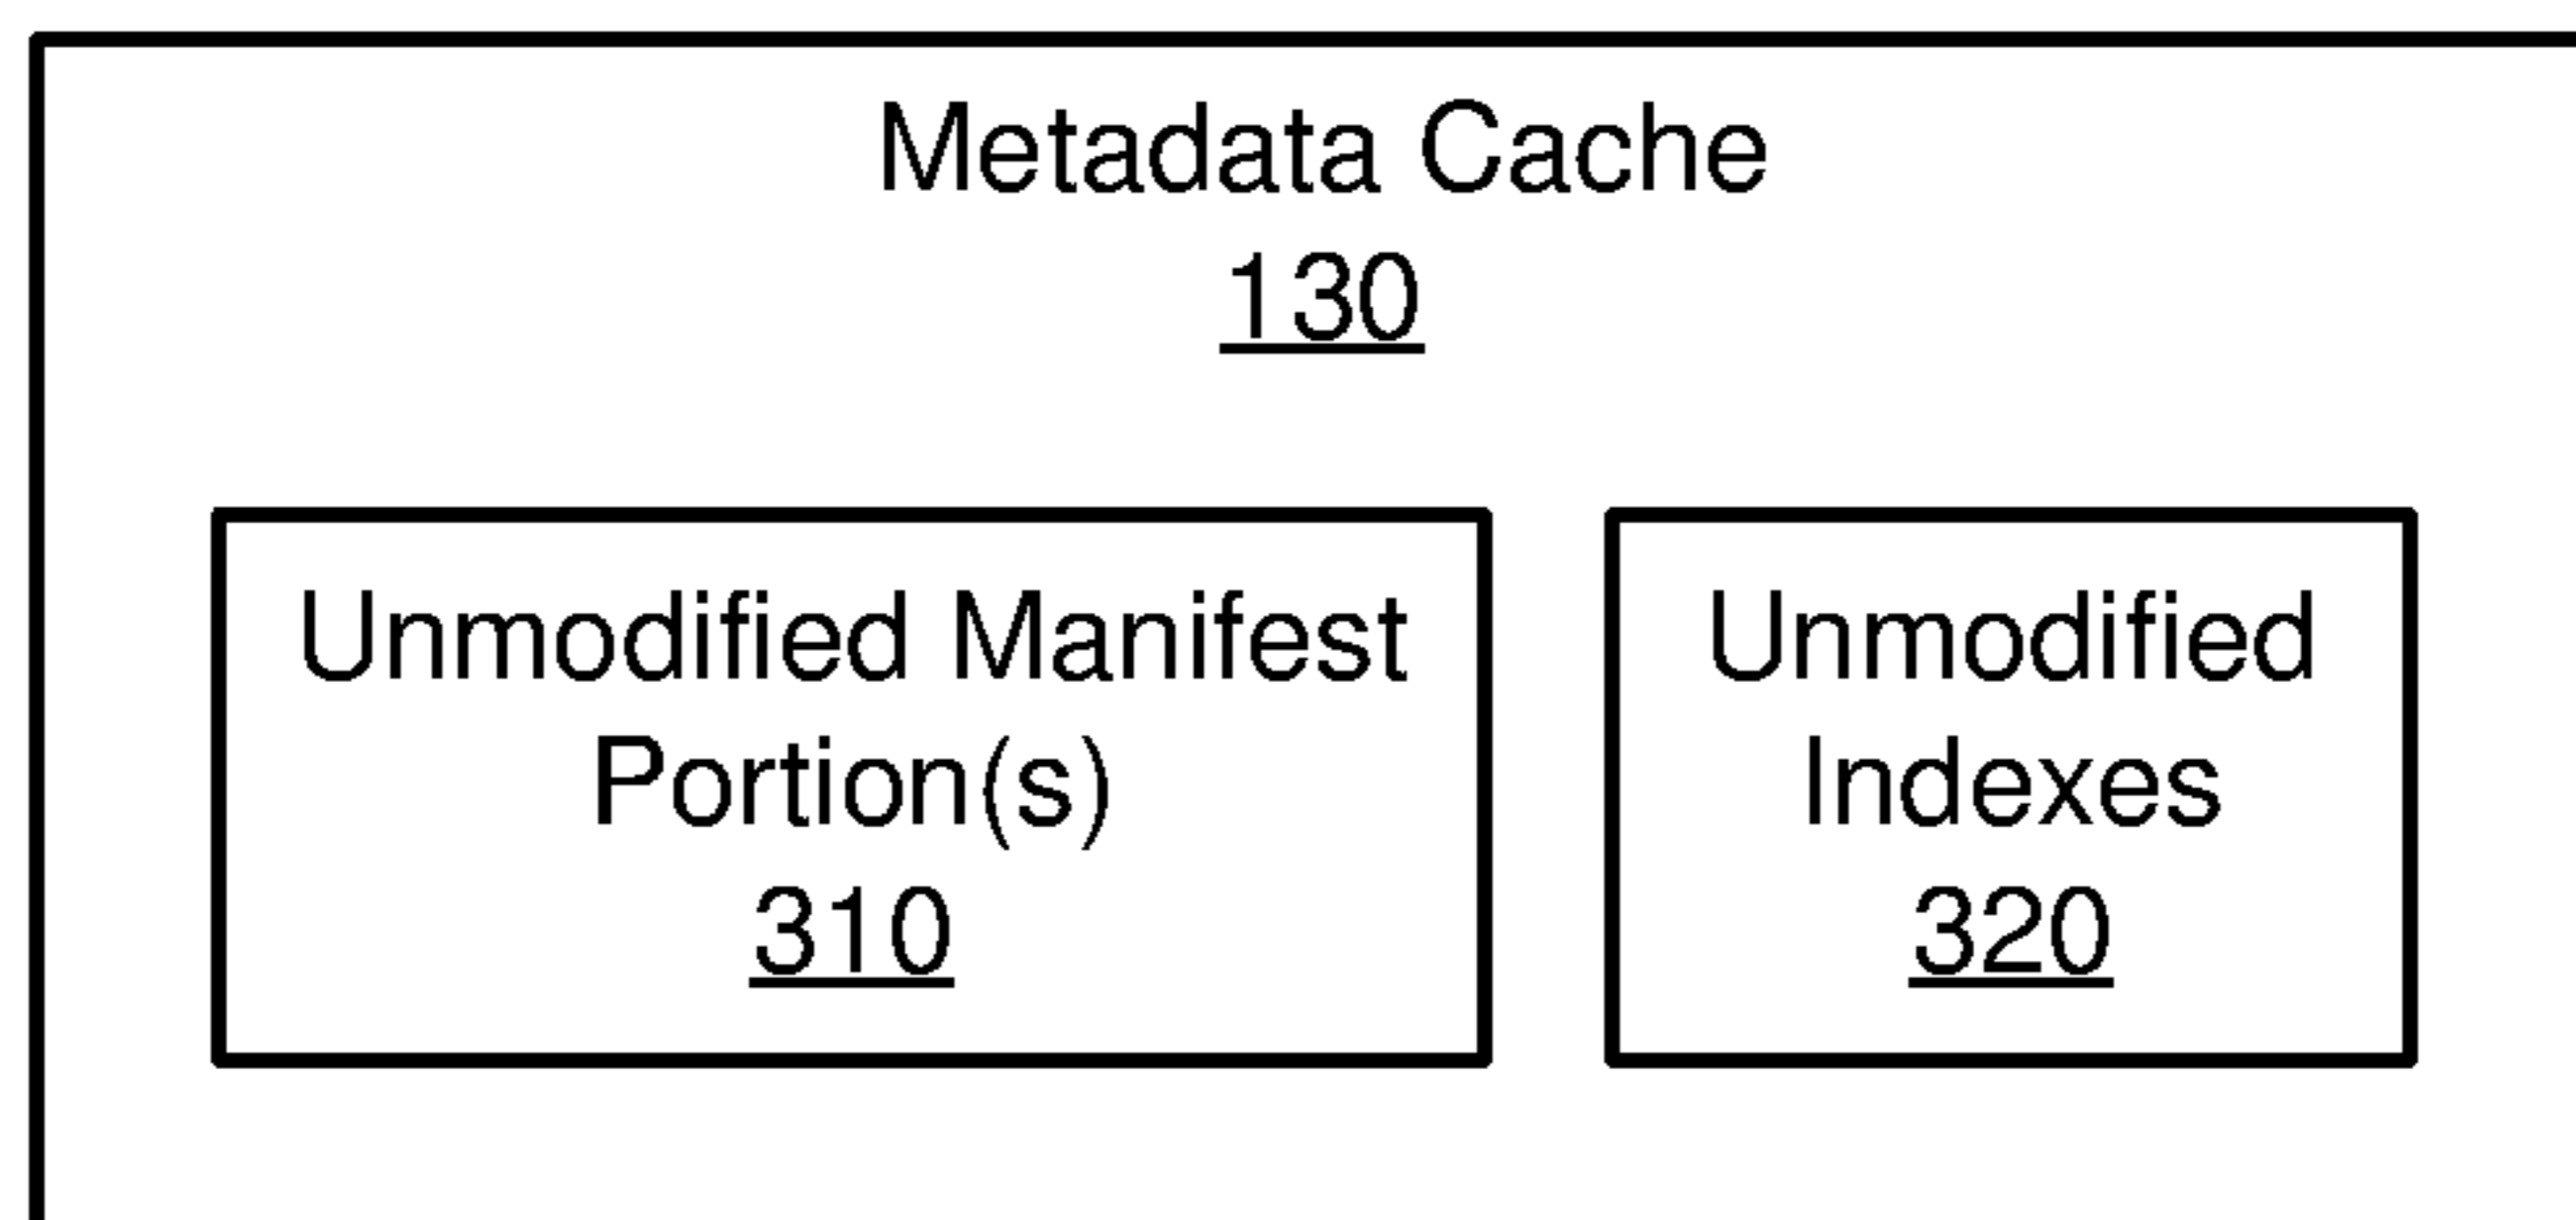 Metadata Cache
130
Unmodified Manifest
Portion(s)
310
Unmodified
Indexes
320